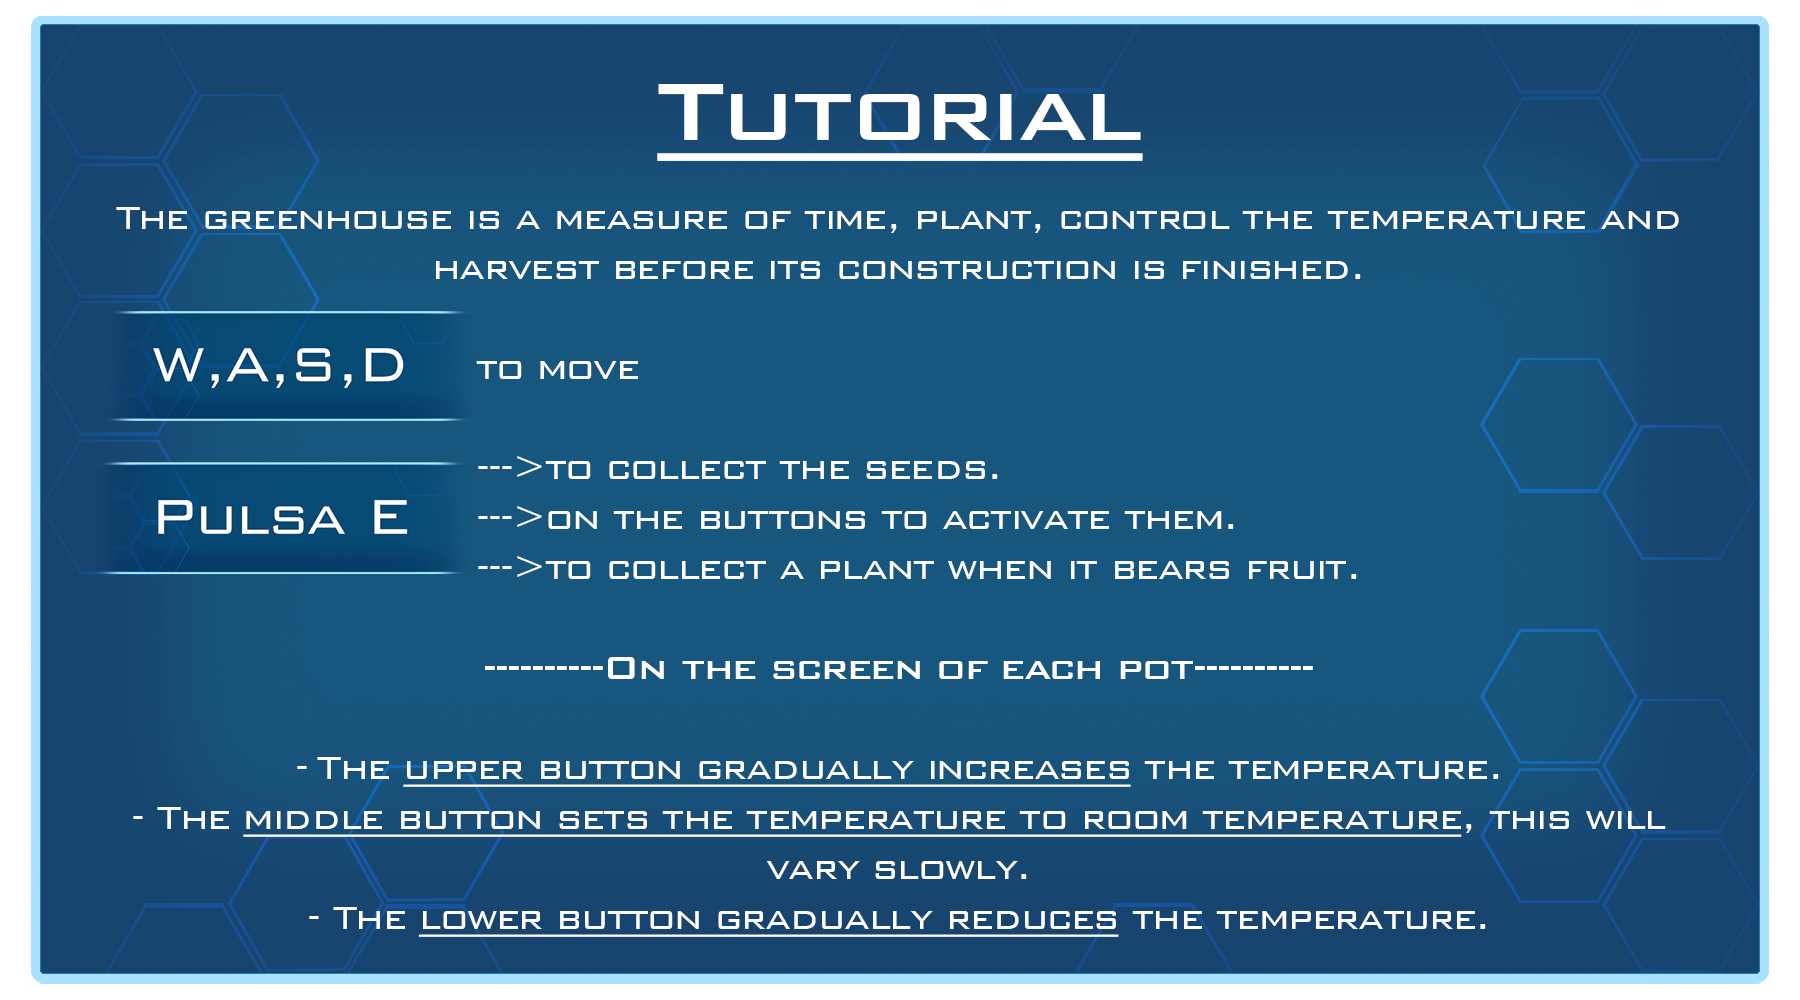 Tutorial
The greenhouse is a measure of time, plant, control the temperature and
harvest before its construction is finished.
W,A,S,D to move
--->to collect the seeds.
Pulsa E --->on the buttons to activate them.
--->to collect a plant when it bears fruit.
----------On the screen of each pot----------
- The upper button gradually increases the temperature.
- The middle button sets the temperature to room temperature, this will
vary slowly.
- The lower button gradually reduces the temperature.